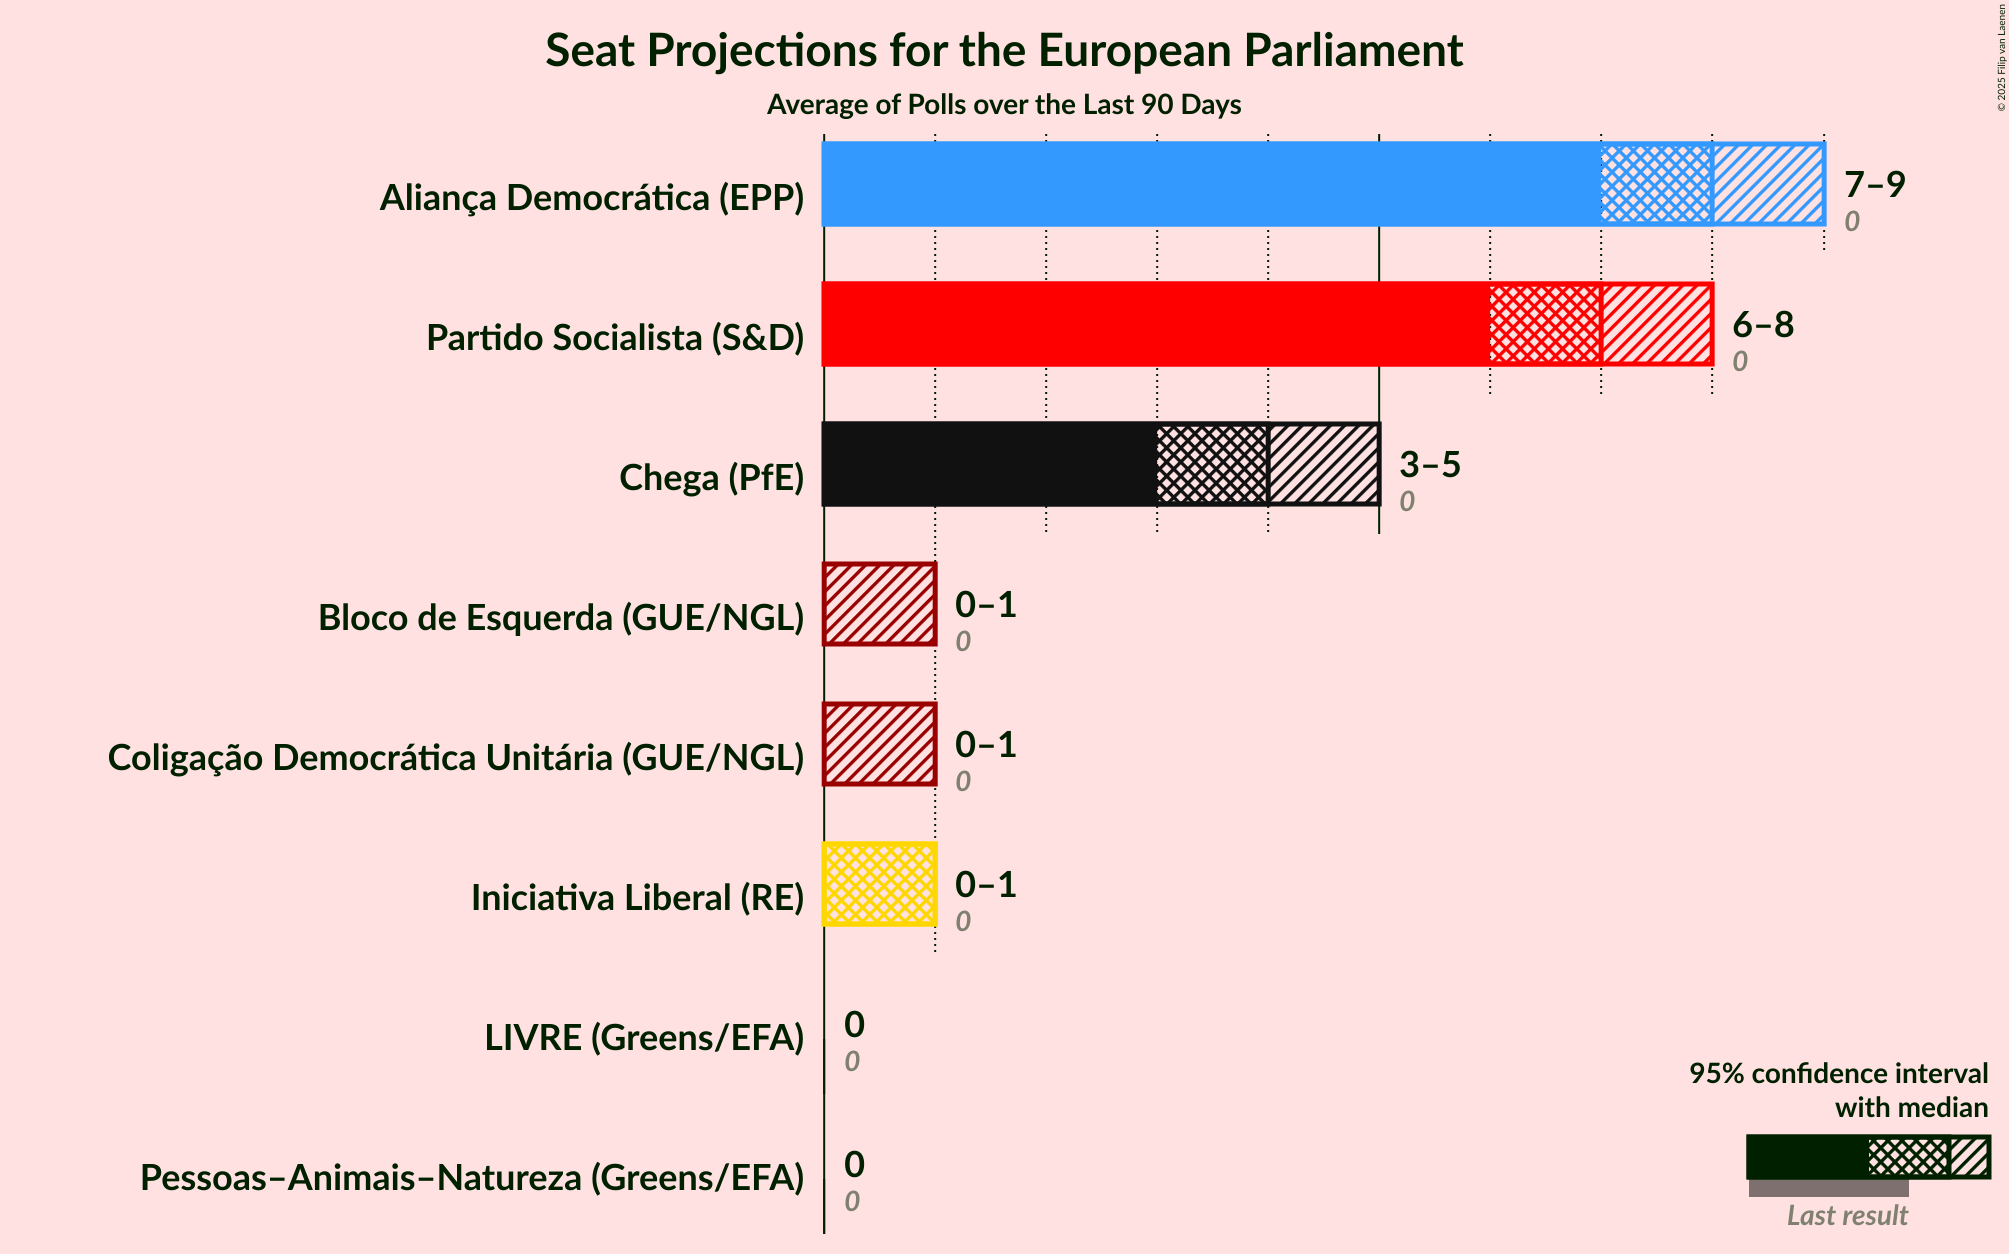 Seat Projections for the European Parliament
Average of Polls over the Last 90 Days
© 2025 Filip van Laenen
Aliança Democrática (EPP)
7–9
0
Partido Socialista (S&D)
6–8
0
Chega (PfE)
3–5
0
Bloco de Esquerda (GUE/NGL)
0–1
0
Coligação Democrática Unitária (GUE/NGL)
0–1
0
Iniciativa Liberal (RE)
0–1
0
LIVRE (Greens/EFA)
0
0
Pessoas–Animais–Natureza (Greens/EFA)
0
0
95% confidence interval
with median
Last result